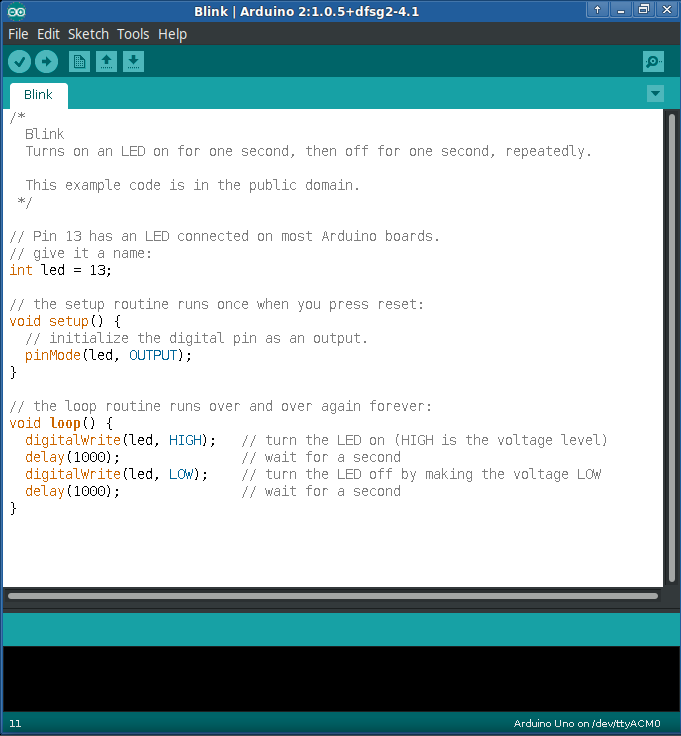 Blink | Arduino 2:1.0.5+dfsg2-4.1
File Edit Sketch Tools Help
Blink
/*
  Blink
  Turns on an LED on for one second, then off for one second, repeatedly.

  This example code is in the public domain.
 */

// Pin 13 has an LED connected on most Arduino boards.
// give it a name:
int led = 13;

// the setup routine runs once when you press reset:
void setup() {
  // initialize the digital pin as an output.
  pinMode(led, OUTPUT);
}

// the loop routine runs over and over again forever:
void loop() {
  digitalWrite(led, HIGH);   // turn the LED on (HIGH is the voltage level)
  delay(1000);               // wait for a second
  digitalWrite(led, LOW);    // turn the LED off by making the voltage LOW
  delay(1000);               // wait for a second
}
11
Arduino Uno on /dev/ttyACM0